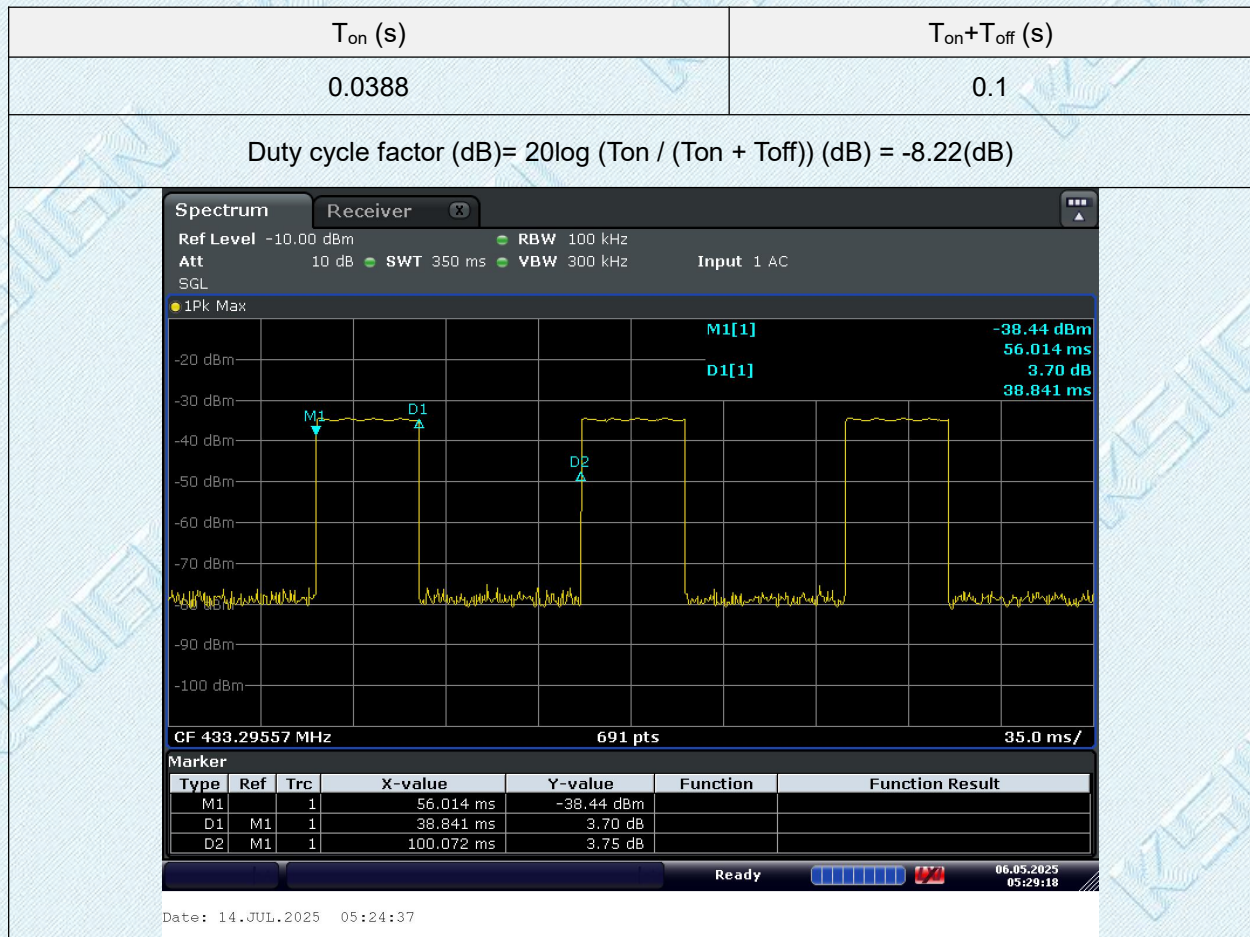 Ton (s) Ton+Toff (s)
0.0388 0.1
Duty cycle factor (dB)= 20log (Ton / (Ton + Toff)) (dB) = -8.22(dB)
Spectrum Receiver X
Ref Level -10.00 dBm RBW 100 kHz
Att 10 dB SWT 350 ms VBW 300 kHz Input 1 AC
SGL
1Pk Max
M1[1] -38.44 dBm
56.014 ms
D1[1] 3.70 dB
38.841 ms
-20 dBm
-30 dBm
M1 D1
-40 dBm
D2
-50 dBm
-60 dBm
-70 dBm
-80 dBm
-90 dBm
-100 dBm
CF 433.29557 MHz 691 pts 35.0 ms/
Marker
Type Ref Trc X-value Y-value Function Function Result
M1 1 56.014 ms -38.44 dBm
D1 M1 1 38.841 ms 3.70 dB
D2 M1 1 100.072 ms 3.75 dB
Ready 06.05.2025
05:29:18
Date: 14.JUL.2025 05:24:37